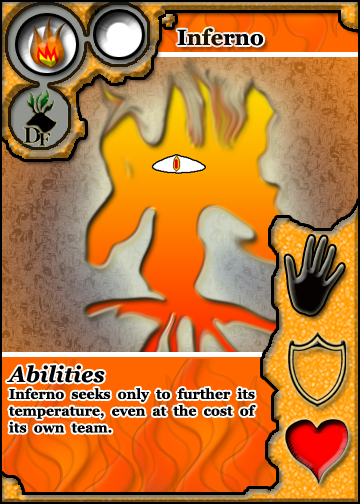 Inferno
DF
Abilities
Inferno seeks only to further its
temperature, even at the cost of
its own team.